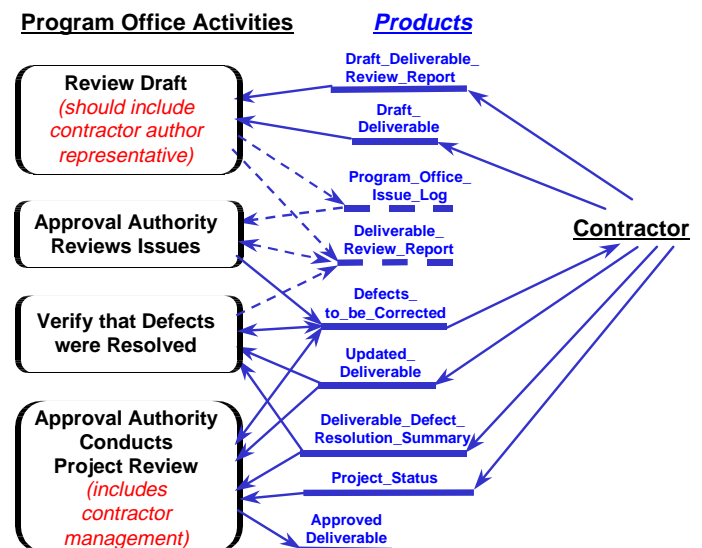 Program Office Activities
Products
Review Draft
(should include
contractor author
representative)
Approval Authority
Reviews Issues
Verify that Defects
were Resolved
Approval Authority
Conducts
Project Review
(includes
contractor
management)
Draft_Deliverable_
Review_Report
Draft_
Deliverable
Program_Office_
Issue_Log
Deliverable_
Review_Report
Defects_
to_be_Corrected
Updated_
Deliverable
Deliverable_Defect_
Resolution_Summary
Project_Status
Approved
Deliverable
Contractor